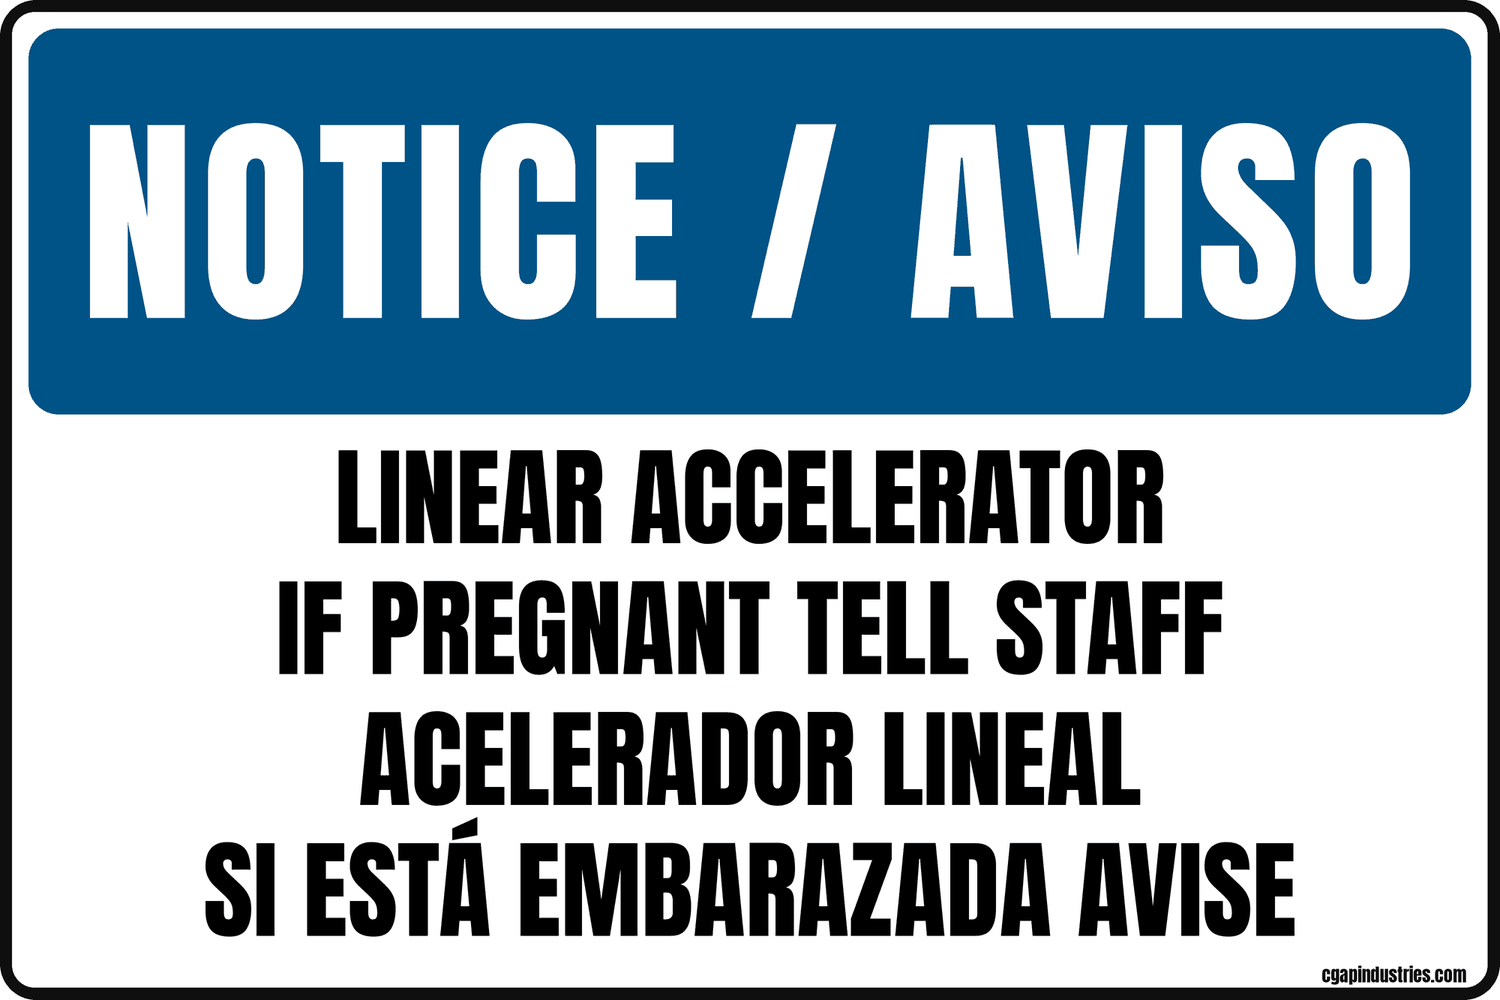 NOTICE / AVISO
LINEAR ACCELERATOR
IF PREGNANT TELL STAFF
ACELERADOR LINEAL
SI ESTÁ EMBARAZADA AVISE
cgapindustries.com